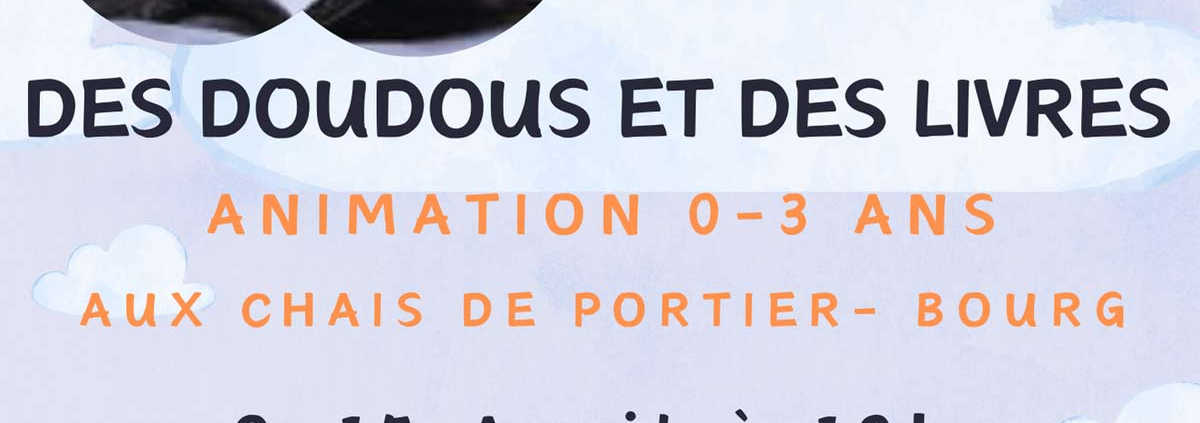 DES DOUDOUS ET DES LIVRES
ANIMATION 0-3 ANS
AUX CHAIS DE PORTIER- BOURG